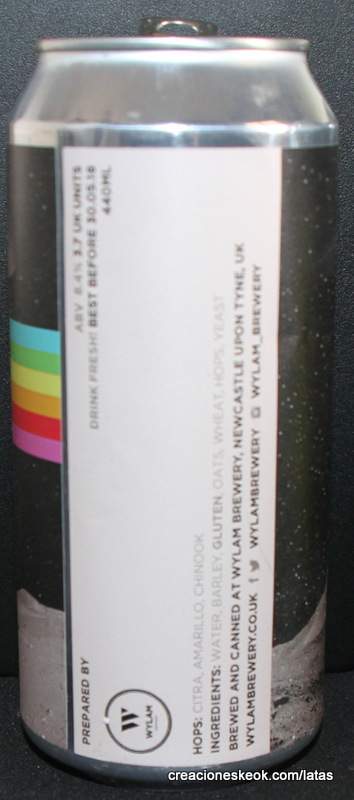 PREPARED BY
W
WYLAM
ABV 8.4% 3.7 UK UNITS
DRINK FRESH! BEST BEFORE 30.05.18
440ML
HOPS: CITRA, AMARILLO, CHINOOK
INGREDIENTS: WATER, BARLEY, GLUTEN, OATS, WHEAT, HOPS, YEAST
BREWED AND CANNED AT WYLAM BREWERY, NEWCASTLE UPON TYNE, UK
WYLAMBREWERY.CO.UK WYLAMBREWERY WYLAM_BREWERY
creacioneskeok.com/latas